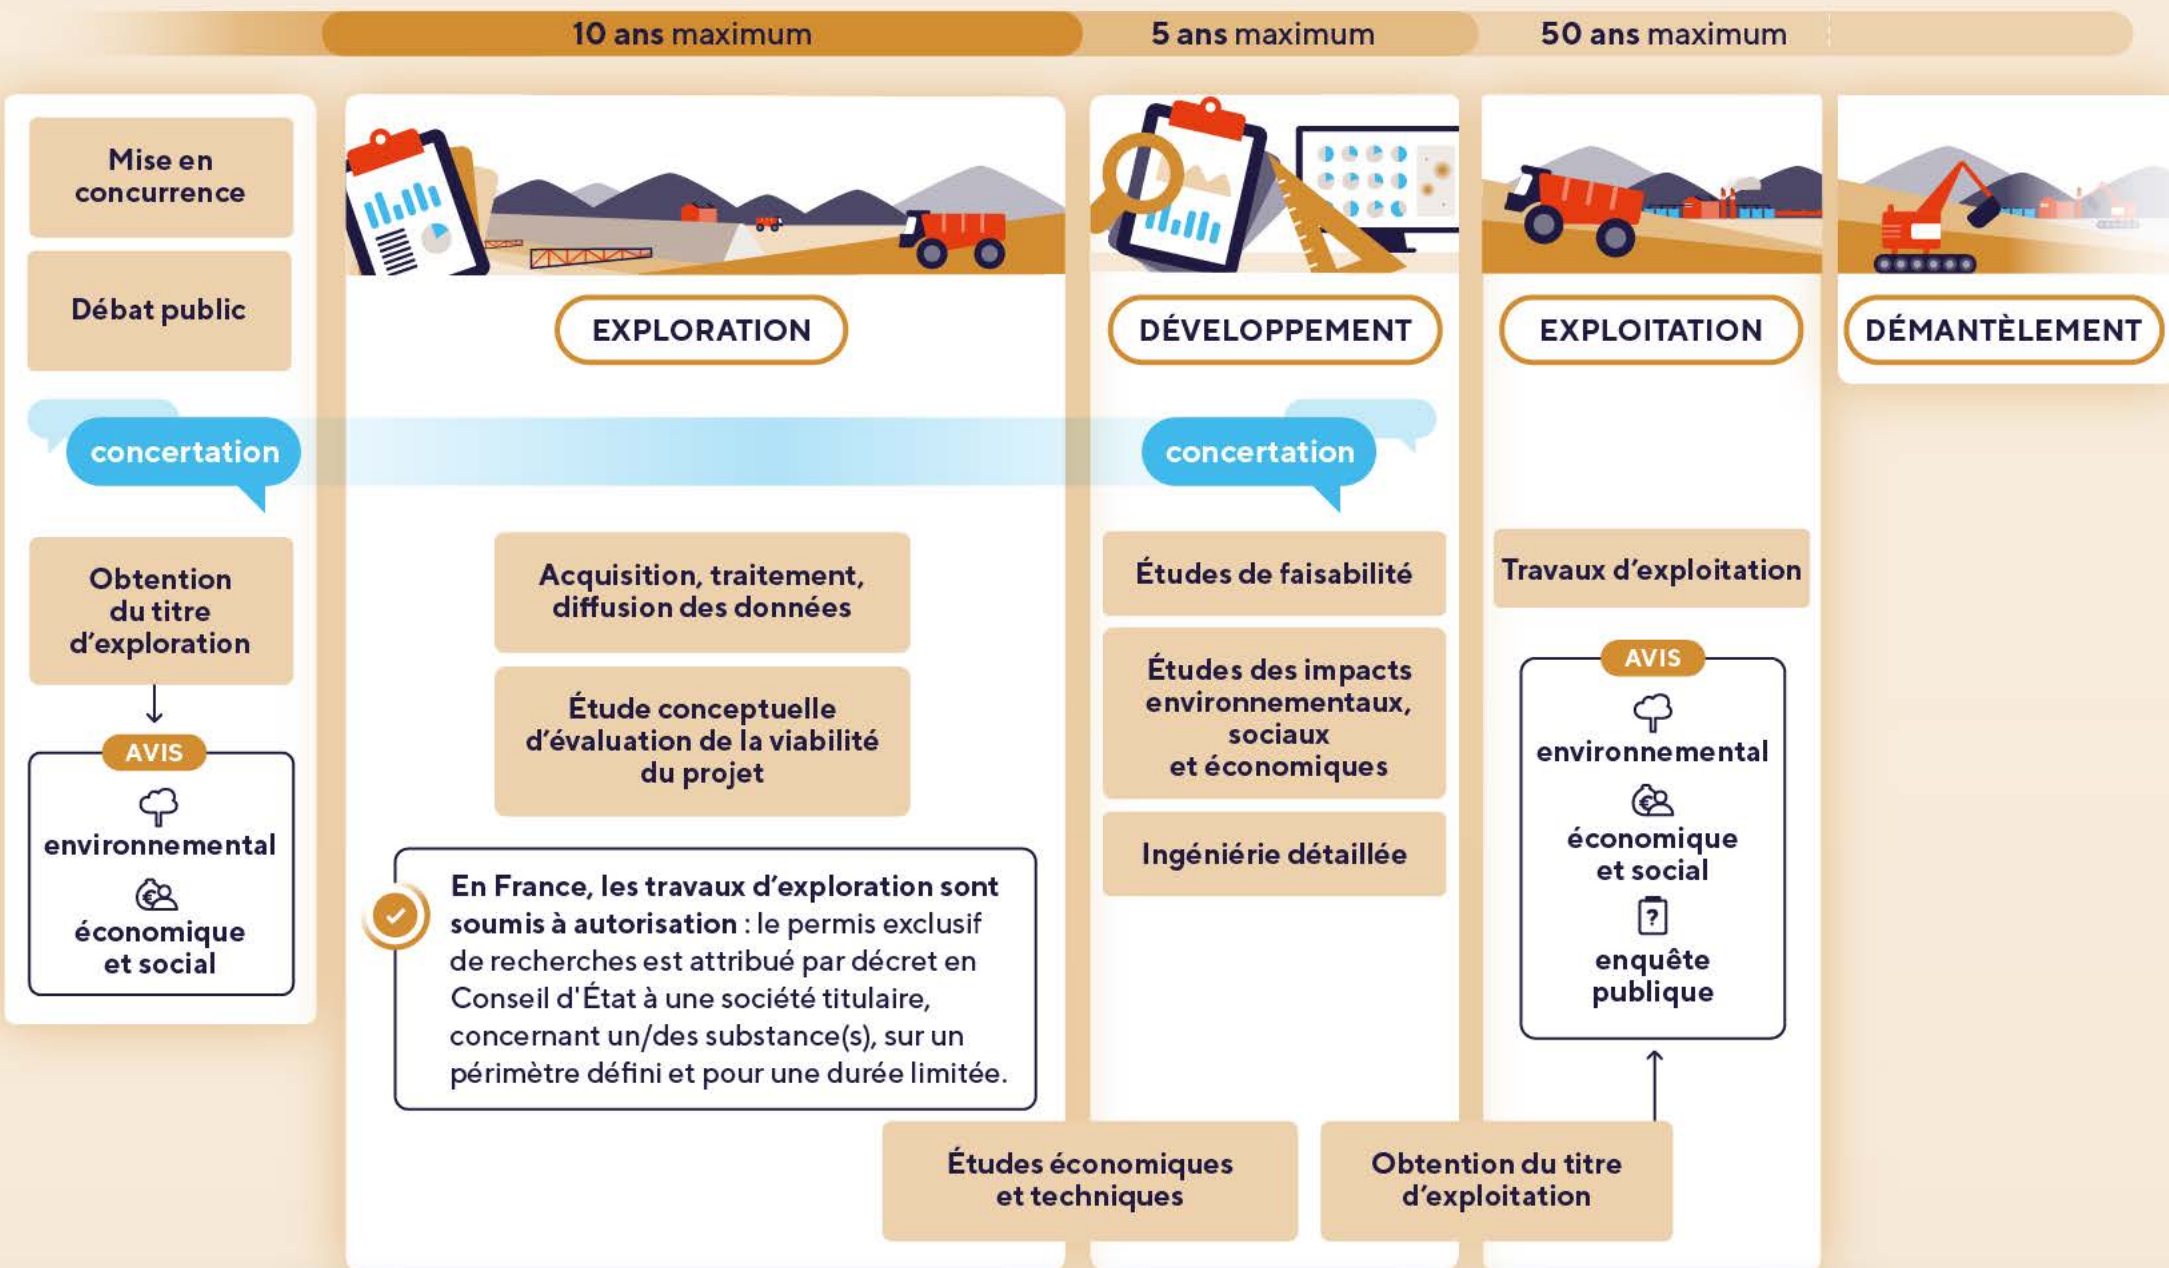 10 ans maximum
5 ans maximum
50 ans maximum
Mise en
concurrence
Débat public
concertation
Obtention
du titre
d’exploration
AVIS
environnemental
économique
et social
EXPLORATION
Acquisition, traitement,
diffusion des données
Étude conceptuelle
d’évaluation de la viabilité
du projet
En France, les travaux d’exploration sont
soumis à autorisation : le permis exclusif
de recherches est attribué par décret en
Conseil d'État à une société titulaire,
concernant un/des substance(s), sur un
périmètre défini et pour une durée limitée.
Études économiques
et techniques
DÉVELOPPEMENT
concertation
Études de faisabilité
Études des impacts
environnementaux,
sociaux
et économiques
Ingéniérie détaillée
Obtention du titre
d’exploitation
EXPLOITATION
Travaux d’exploitation
AVIS
environnemental
économique
et social
?
enquête
publique
DÉMANTÈLEMENT